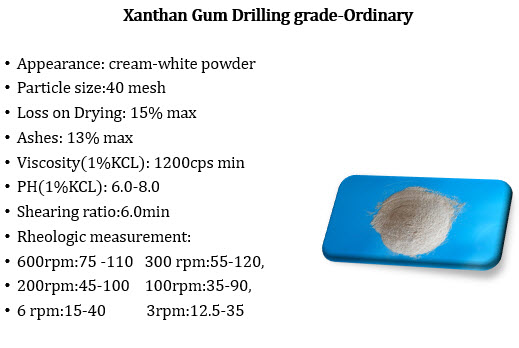 Xanthan Gum Drilling grade-Ordinary
• Appearance: cream-white powder
• Particle size:40 mesh
• Loss on Drying: 15% max
• Ashes: 13% max
• Viscosity(1%KCL): 1200cps min
• PH(1%KCL): 6.0-8.0
• Shearing ratio:6.0min
• Rheologic measurement:
• 600rpm:75 -110 300 rpm:55-120,
• 200rpm:45-100 100rpm:35-90,
• 6 rpm:15-40 3rpm:12.5-35